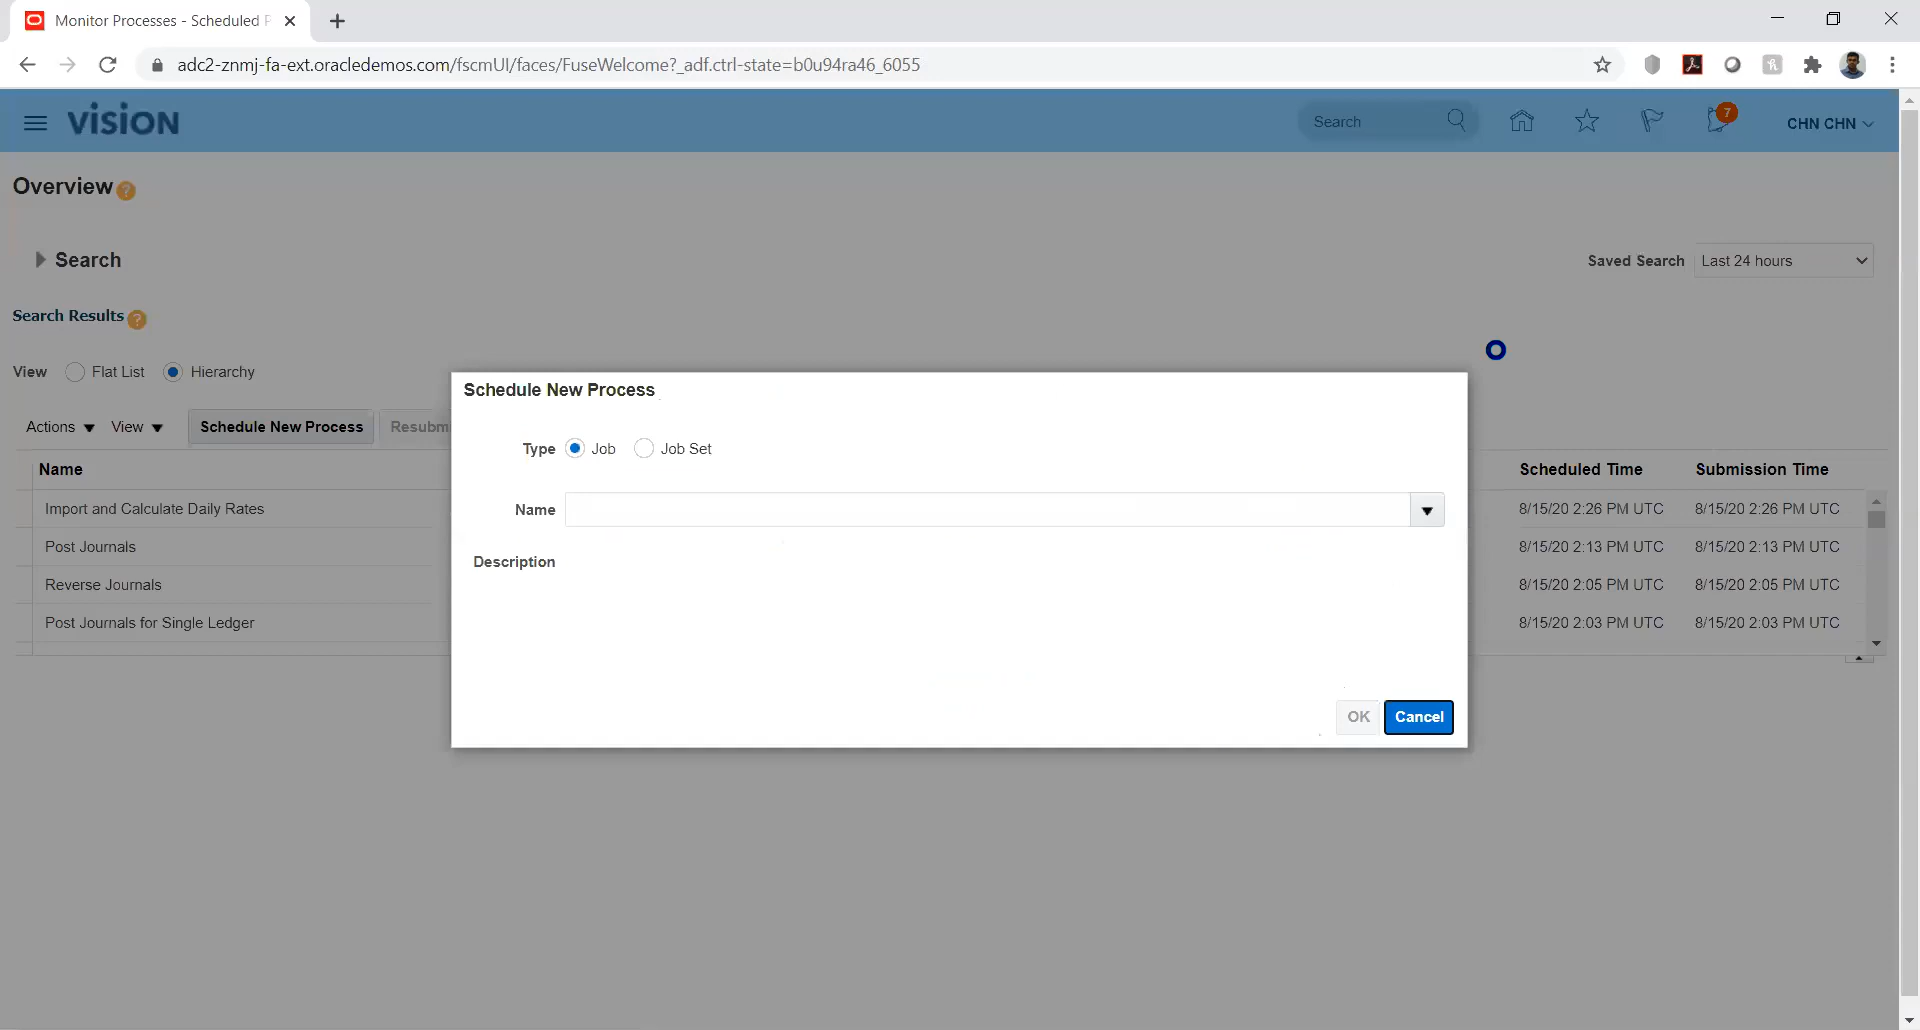 Monitor Processes - Scheduled P
adc2-znmj-fa-ext.oracledemos.com/fscmUI/faces/FuseWelcome?_adf.ctrl-state=b0u94ra46_6055
VISION
Search
7
CHN CHN
Overview ?
Search
Saved Search Last 24 hours
Search Results ?
View Flat List Hierarchy
Actions View Schedule New Process Resubm
Schedule New Process
Type Job Job Set
Name
Description
OK Cancel
Name Scheduled Time Submission Time
Import and Calculate Daily Rates 8/15/20 2:26 PM UTC 8/15/20 2:26 PM UTC
Post Journals 8/15/20 2:13 PM UTC 8/15/20 2:13 PM UTC
Reverse Journals 8/15/20 2:05 PM UTC 8/15/20 2:05 PM UTC
Post Journals for Single Ledger 8/15/20 2:03 PM UTC 8/15/20 2:03 PM UTC